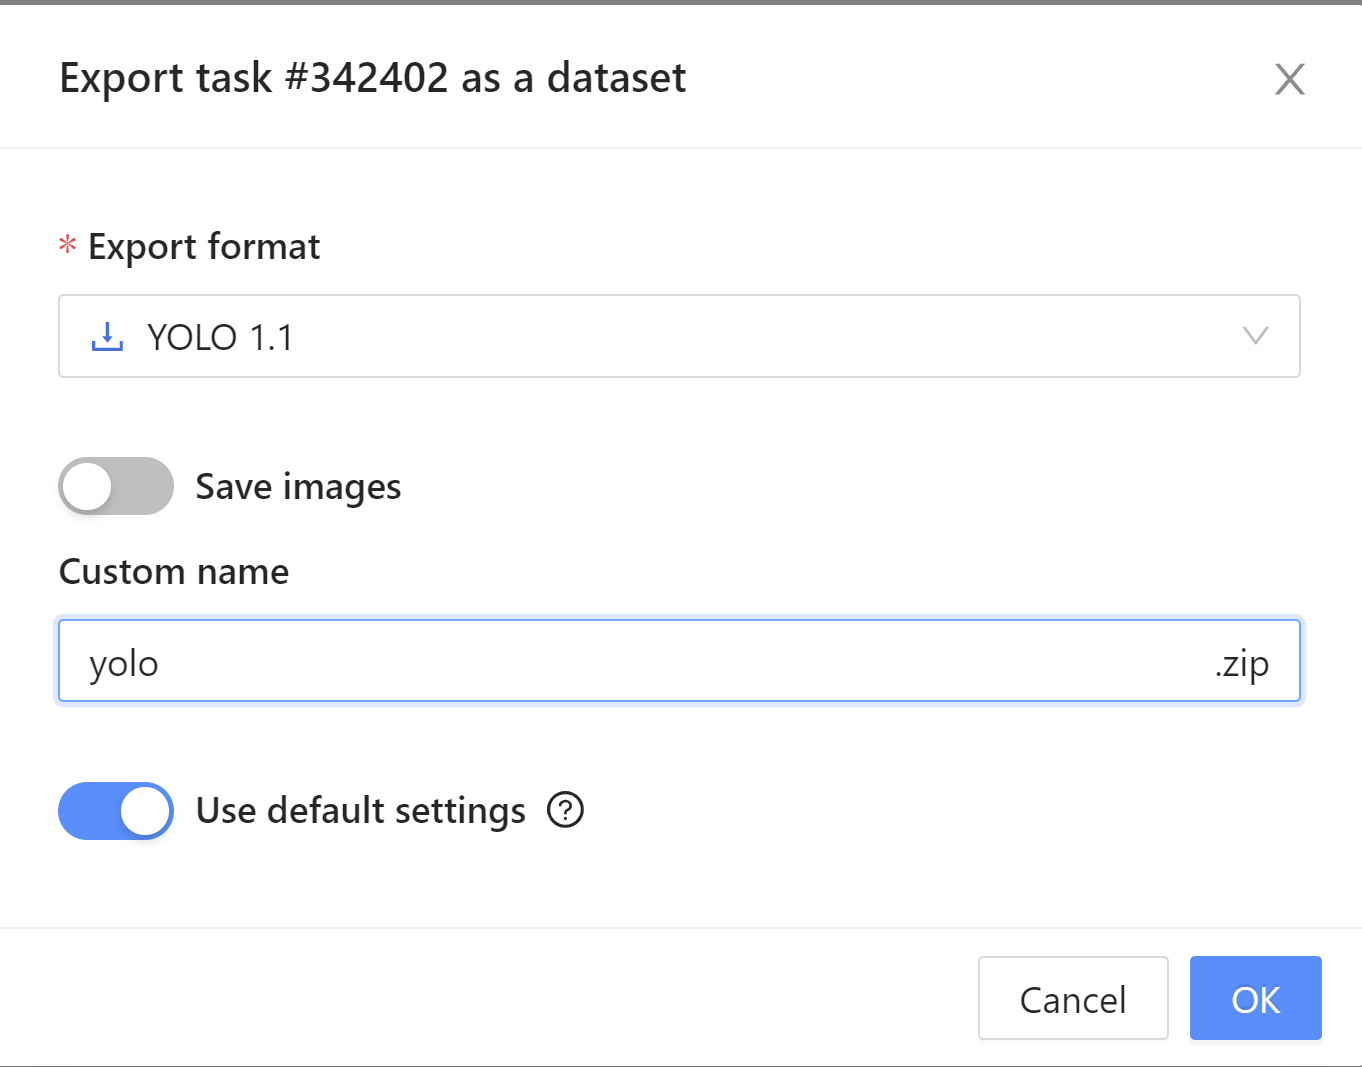 Export task #342402 as a dataset
* Export format
YOLO 1.1
Save images
Custom name
yolo .zip
Use default settings ?
Cancel OK